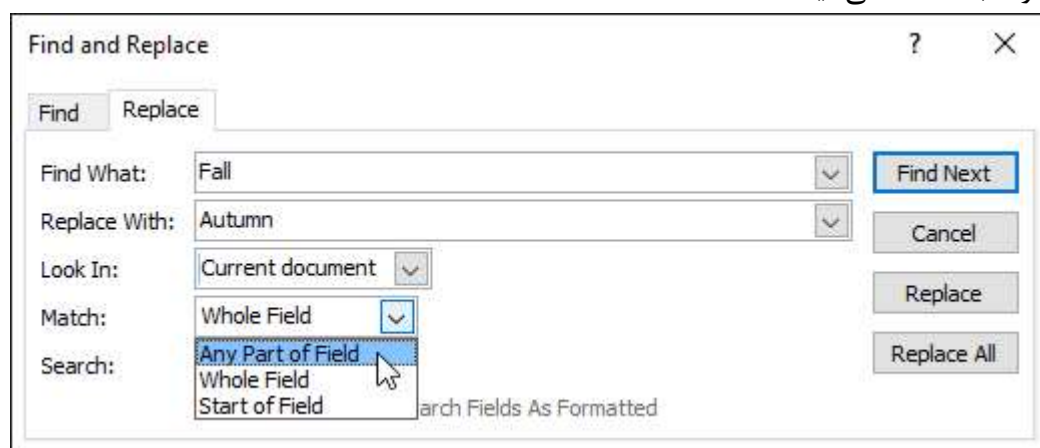 Find and Replace ?
Find Replace
Find What: Fall Find Next
Replace With: Autumn Cancel
Look In: Current document
Match: Whole Field Replace
Any Part of Field
Search: Replace All
Whole Field
Start of Field arch Fields As Formatted